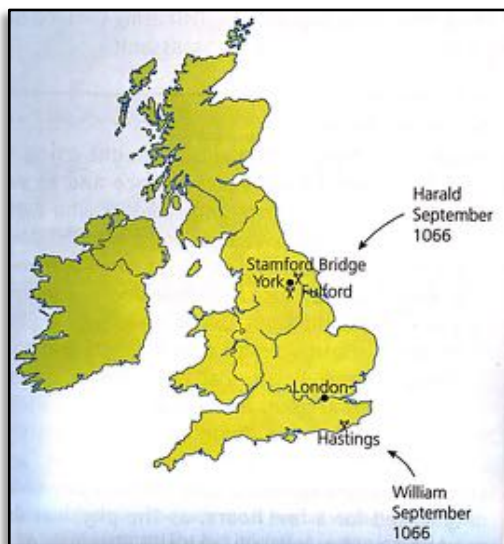 Harald
September
1066
Stamford Bridge
York
Fulford
London
Hastings
William
September
1066